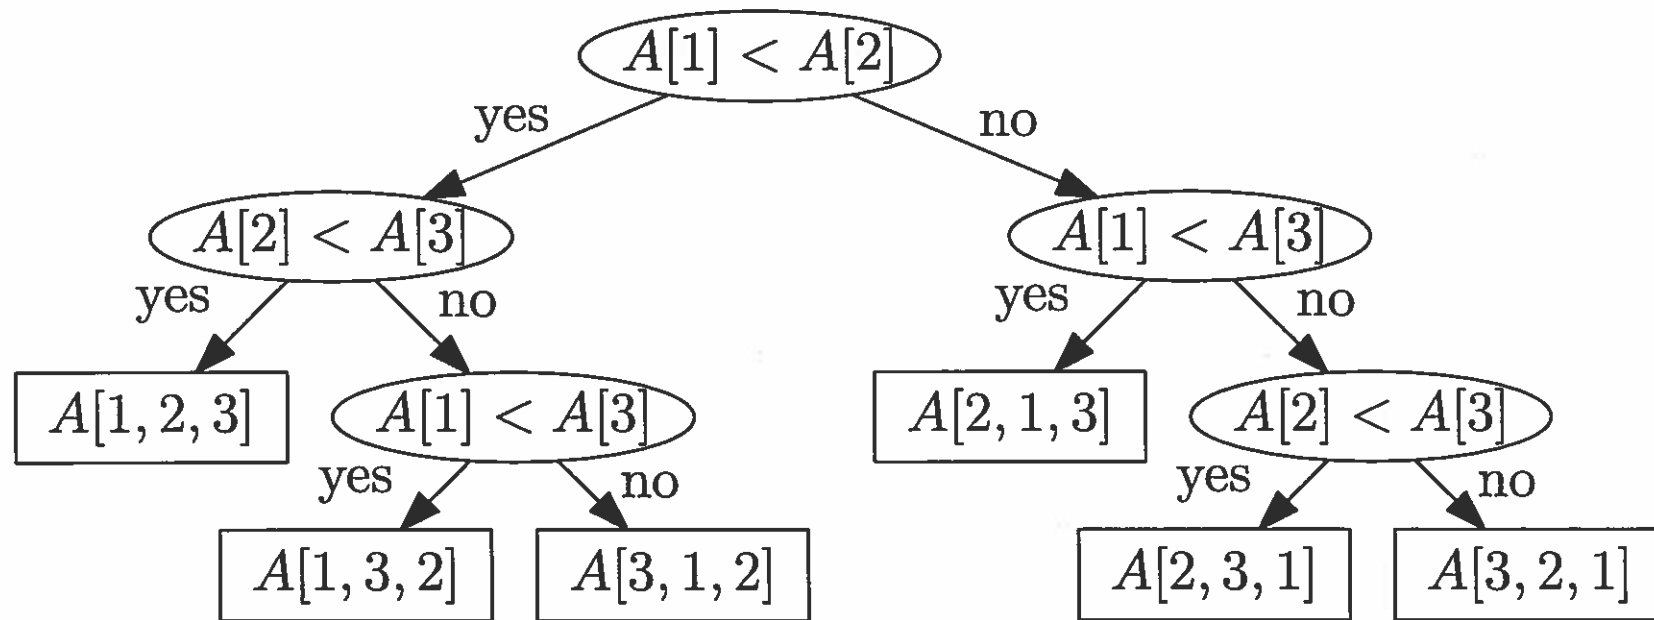 A[1] < A[2]
yes no
A[2] < A[3] A[1] < A[3]
yes no yes no
A[1, 2, 3] A[1] < A[3] A[2, 1, 3] A[2] < A[3]
yes no yes no
A[1, 3, 2] A[3, 1, 2] A[2, 3, 1] A[3, 2, 1]